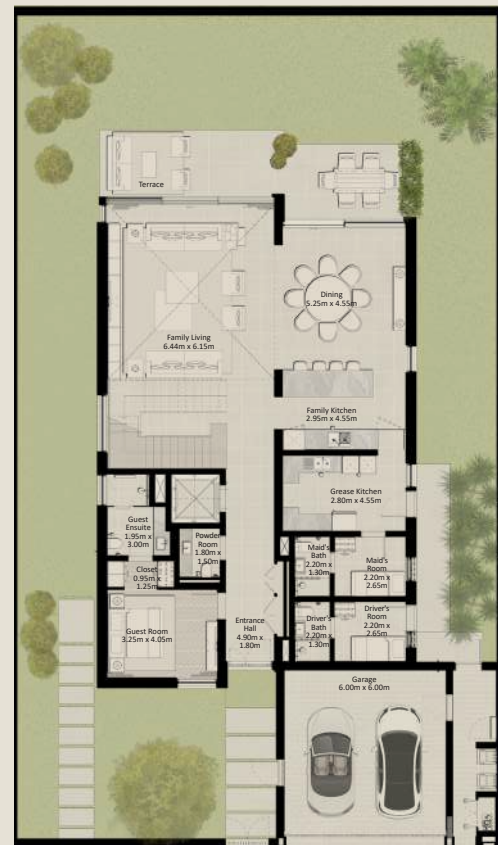 Terrace
Dining
5.25m x 4.55m
Family Living
6.44m x 6.15m
Family Kitchen
2.95m x 4.55m
Grease Kitchen
2.80m x 4.55m
Guest
Ensuite
1.95m x
3.00m
Powder
Room
1.80m x
1.50m
Maid's
Bath
2.20m x
1.30m
Maid's
Room
2.20m x
2.65m
Closet
0.95m x
1.25m
Guest Room
3.25m x 4.05m
Entrance
Hall
4.90m x
1.80m
Driver's
Bath
2.20m x
1.30m
Driver's
Room
2.20m x
2.65m
Garage
6.00m x 6.00m